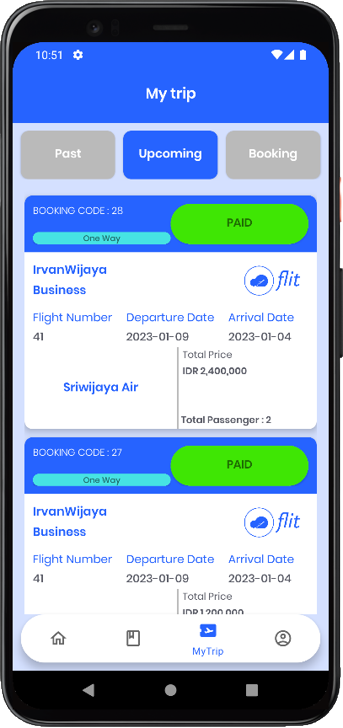 10:51
My trip
Past
Upcoming
Booking
BOOKING CODE : 28
PAID
One Way
IrvanWijaya
Business
flit
Flight Number
Departure Date
Arrival Date
41
2023-01-09
2023-01-04
Total Price
IDR 2,400,000
Sriwijaya Air
Total Passenger : 2
BOOKING CODE : 27
PAID
One Way
IrvanWijaya
Business
flit
Flight Number
Departure Date
Arrival Date
41
2023-01-09
2023-01-04
Total Price
IDR 1,200,000
MyTrip